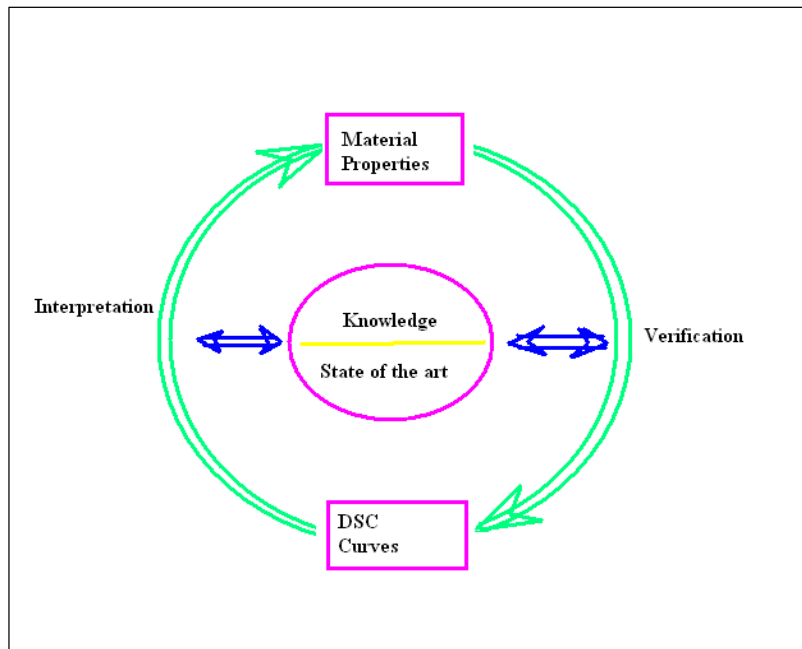 Material
Properties
Interpretation
Knowledge
Verification
State of the art
DSC
Curves